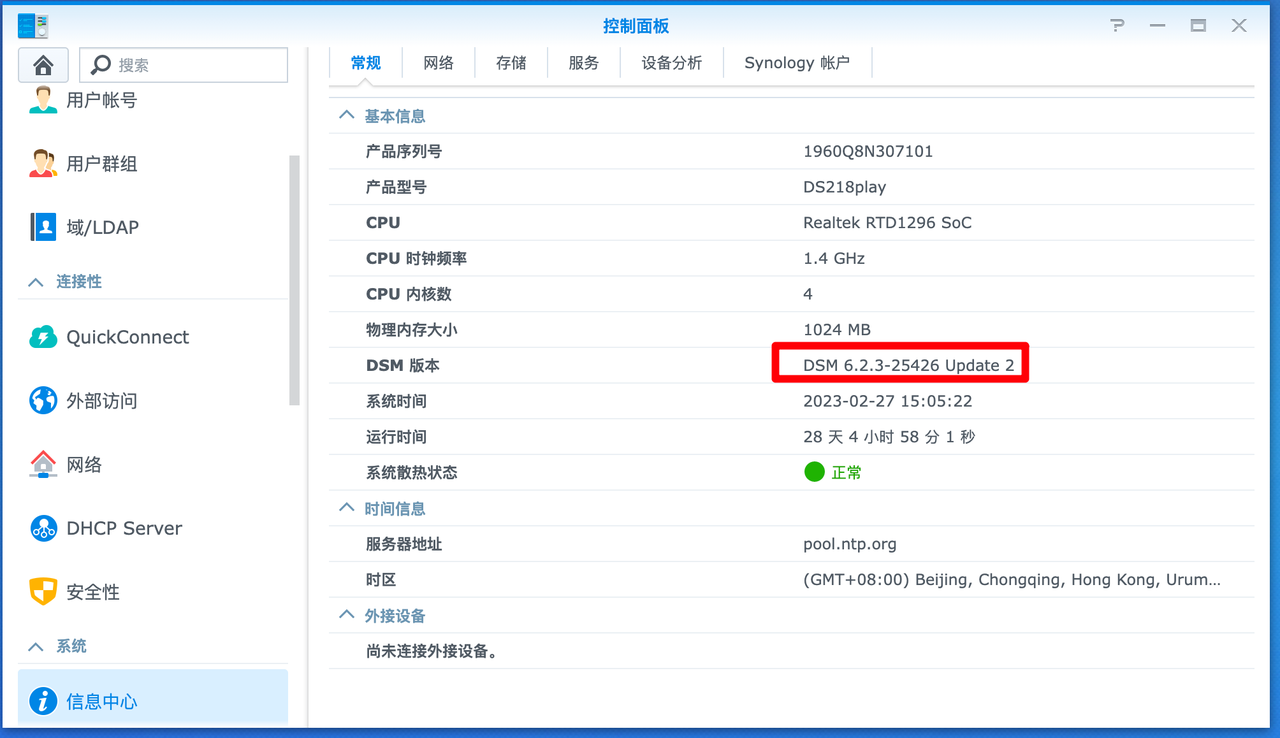 控制面板
搜索
用户帐号
用户群组
域/LDAP
连接性
QuickConnect
外部访问
网络
DHCP Server
安全性
系统
信息中心
常规 网络 存储 服务 设备分析 Synology 帐户
基本信息
产品序列号 1960Q8N307101
产品型号 DS218play
CPU Realtek RTD1296 SoC
CPU 时钟频率 1.4 GHz
CPU 内核数 4
物理内存大小 1024 MB
DSM 版本 DSM 6.2.3-25426 Update 2
系统时间 2023-02-27 15:05:22
运行时间 28 天 4 小时 58 分 1 秒
系统散热状态 正常
时间信息
服务器地址 pool.ntp.org
时区 (GMT+08:00) Beijing, Chongqing, Hong Kong, Urum...
外接设备
尚未连接外接设备。